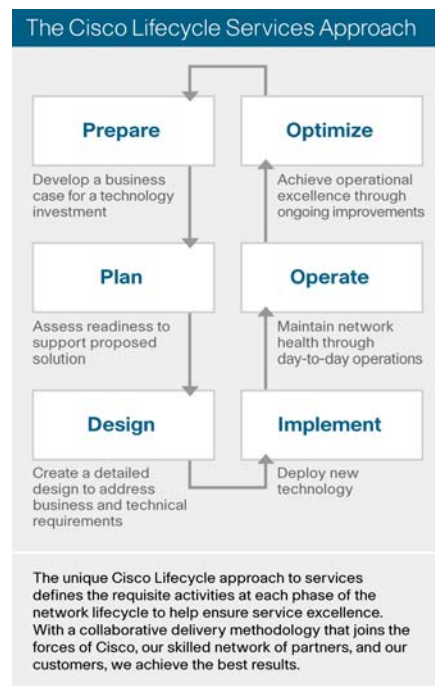 The Cisco Lifecycle Services Approach
Prepare
Develop a business
case for a technology
investment
Plan
Assess readiness to
support proposed
solution
Design
Create a detailed
design to address
business and technical
requirements
Implement
Deploy new
technology
Operate
Maintain network
health through
day-to-day operations
Optimize
Achieve operational
excellence through
ongoing improvements
The unique Cisco Lifecycle approach to services
defines the requisite activities at each phase of the
network lifecycle to help ensure service excellence.
With a collaborative delivery methodology that joins the
forces of Cisco, our skilled network of partners, and our
customers, we achieve the best results.